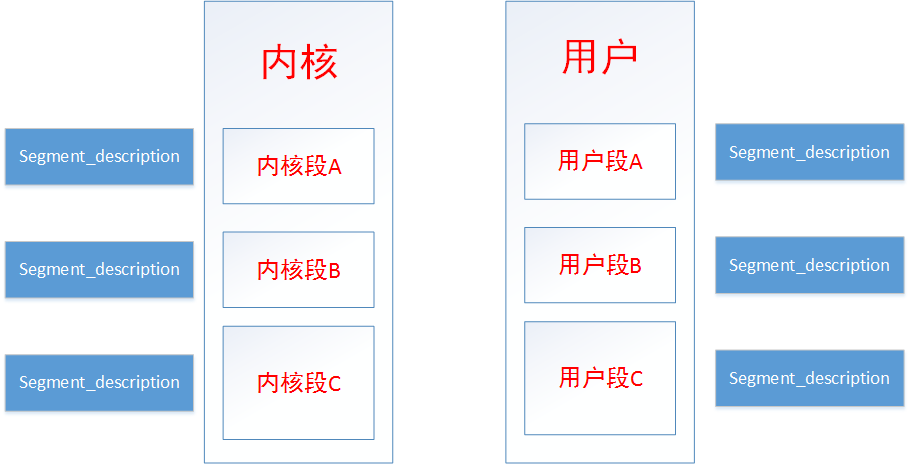 内核
用户
Segment_description
内核段A
用户段A
Segment_description
Segment_description
内核段B
用户段B
Segment_description
Segment_description
内核段C
用户段C
Segment_description